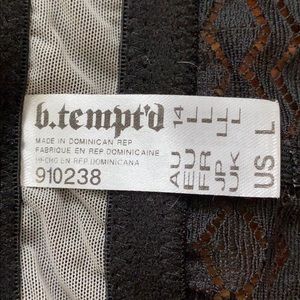 b.tempt'd
MADE IN DOMINICAN REP
FABRIQUE EN REP. DOMINICAINE
HECHO EN REP. DOMINICANA
910238
AU 14
EUR L
FR L
JP LL
UK L
US L